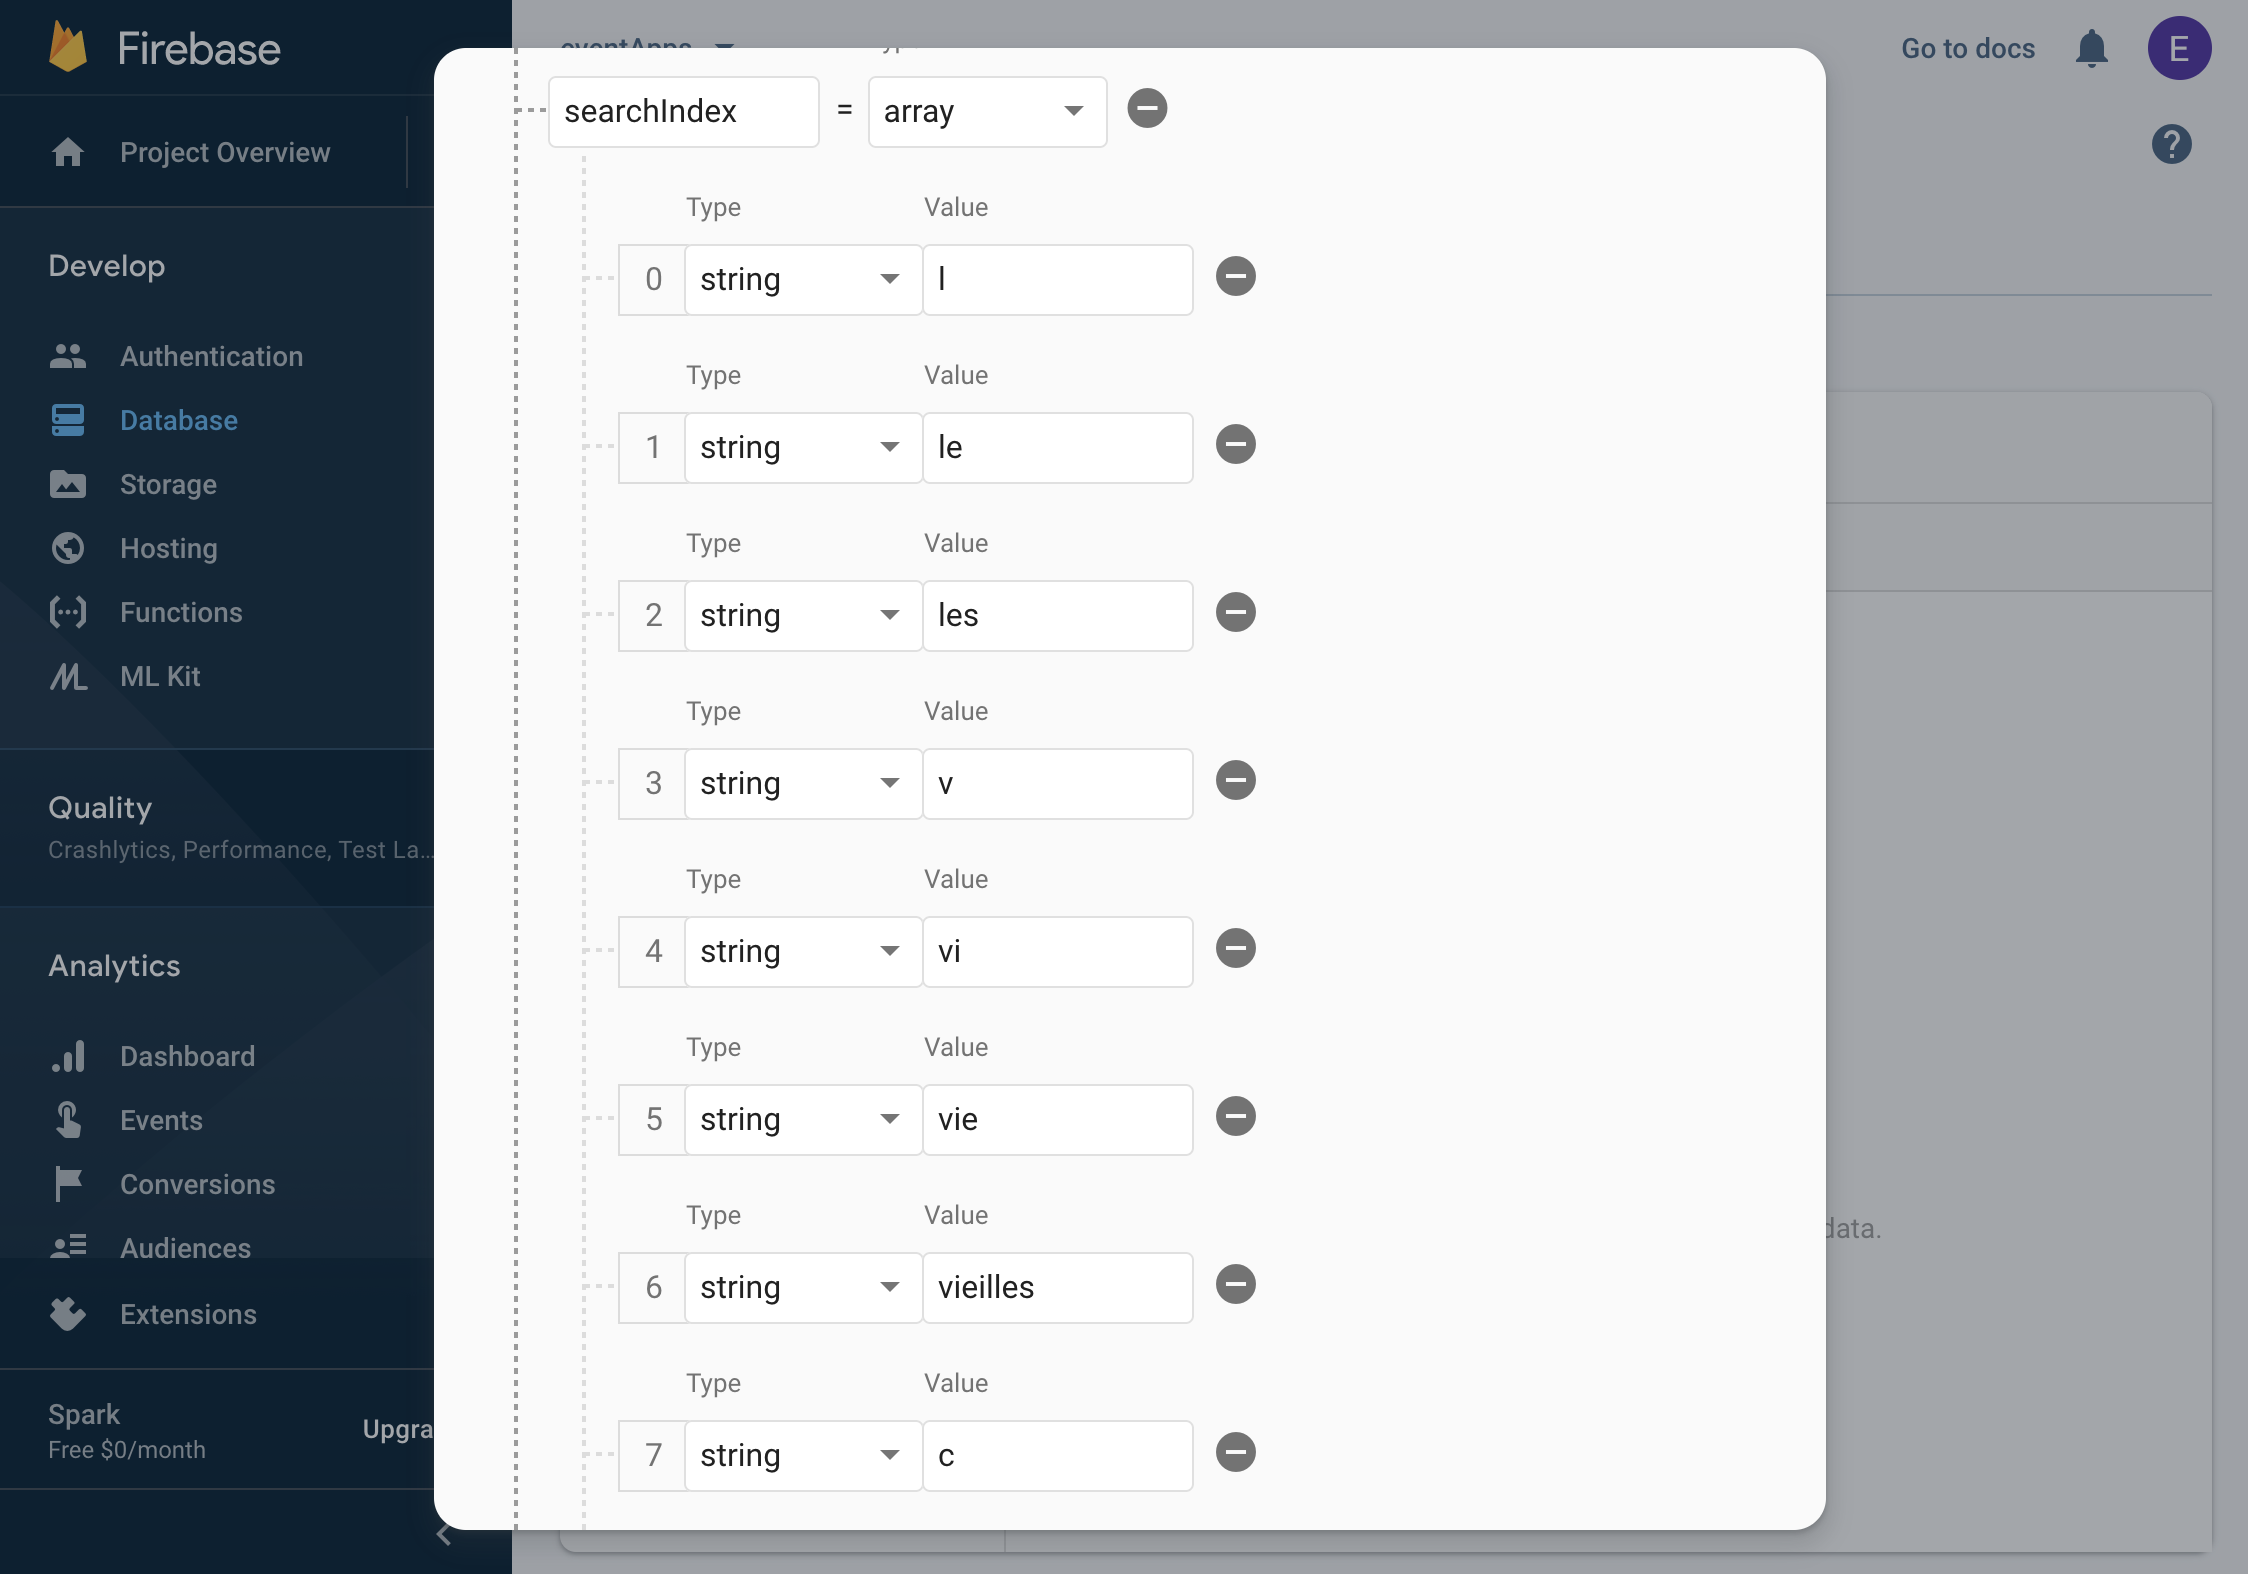 Firebase
Project Overview
Develop
Authentication
Database
Storage
Hosting
Functions
ML Kit
Quality
Crashlytics, Performance, Test La...
Analytics
Dashboard
Events
Conversions
Audiences
Extensions
Spark
Free $0/month
Upgra
eventApps
Go to docs
E
?
searchIndex = array
Type Value
0 string l
Type Value
1 string le
Type Value
2 string les
Type Value
3 string v
Type Value
4 string vi
Type Value
5 string vie
Type Value
6 string vieilles
Type Value
7 string c
data.